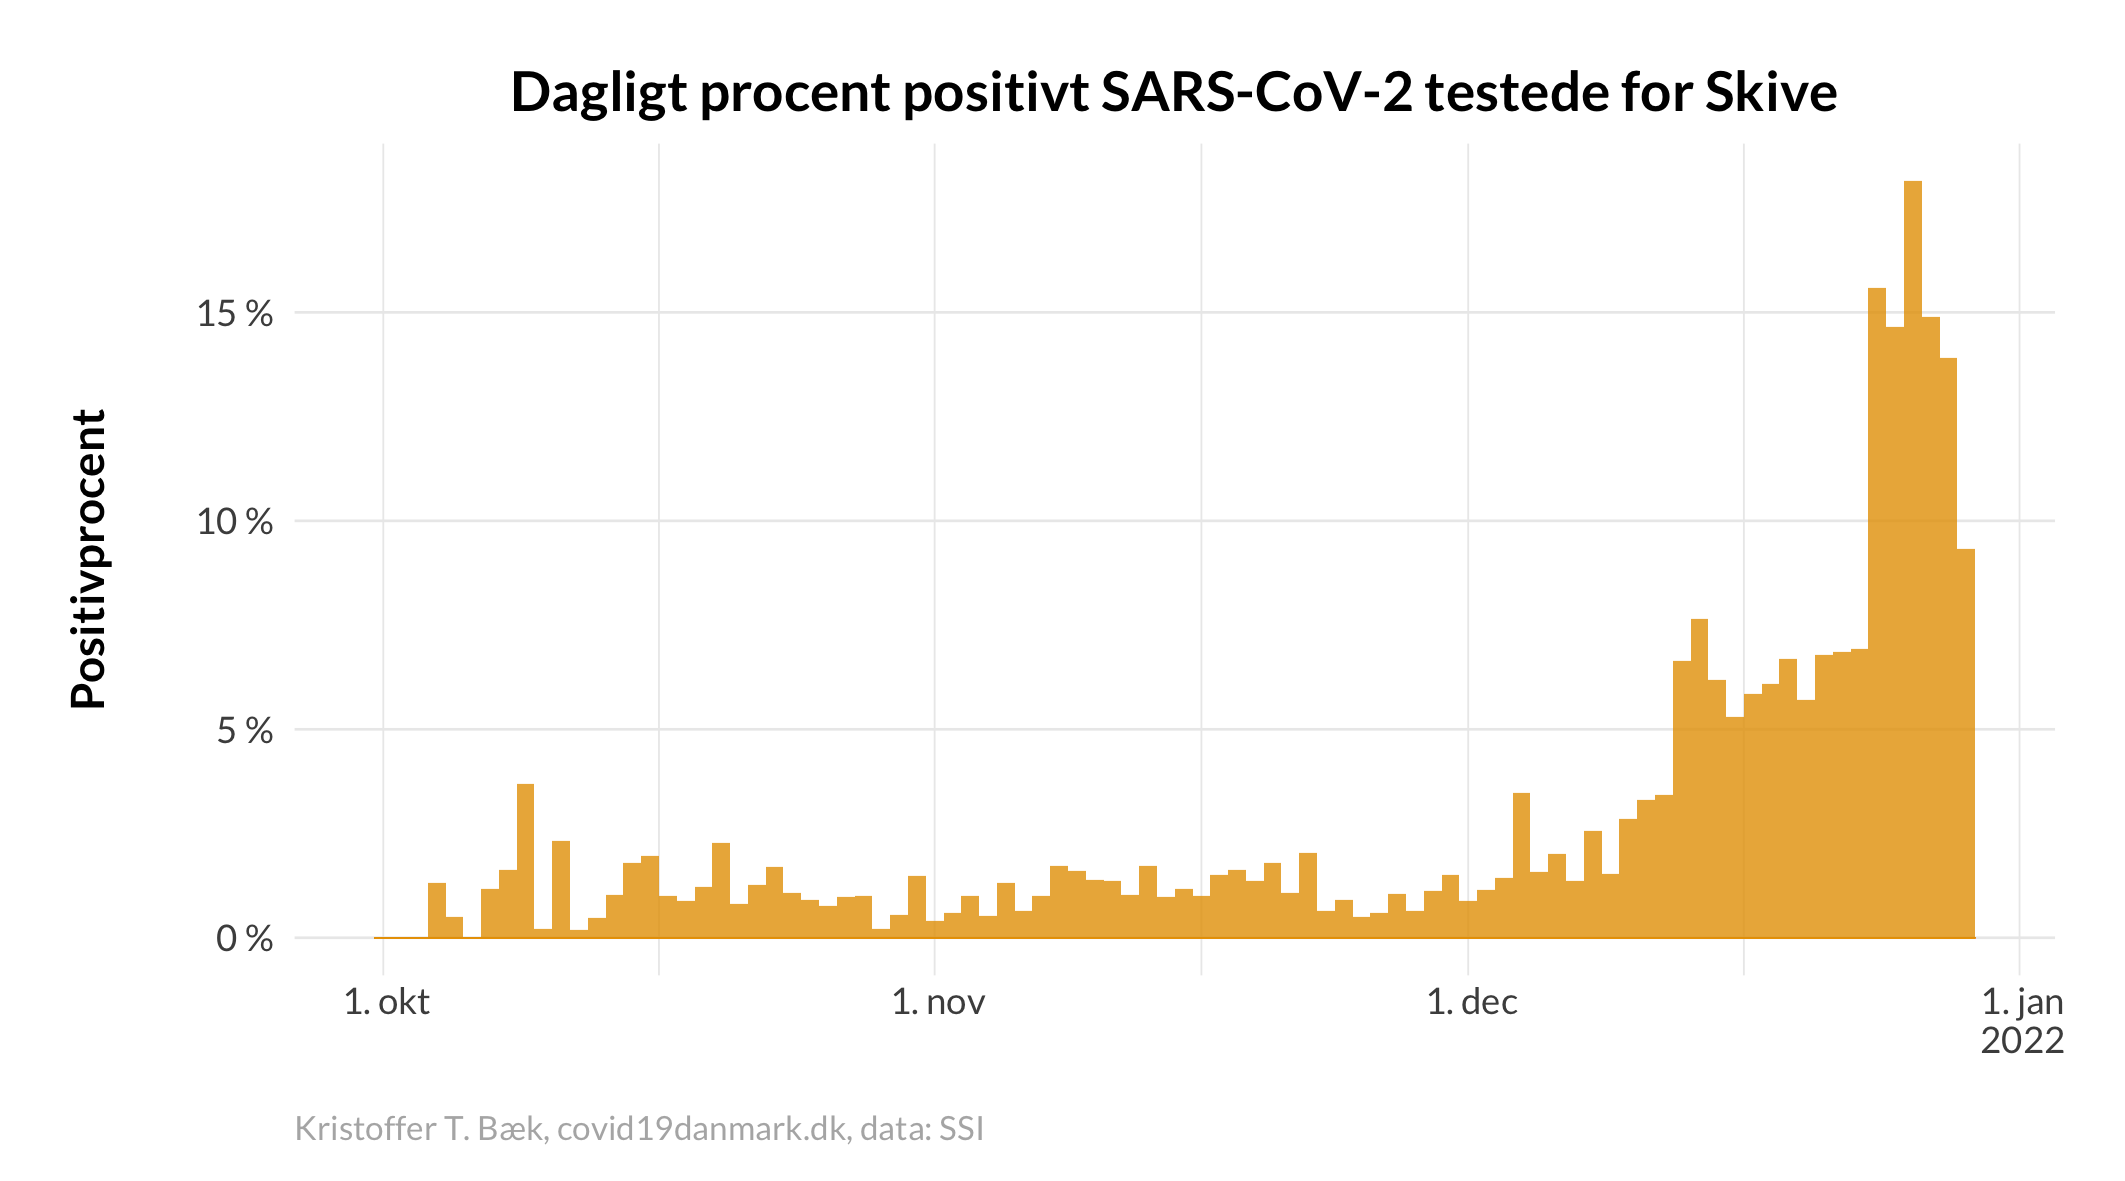 Dagligt procent positivt SARS-CoV-2 testede for Skive
Positivprocent
15 %
10 %
5 %
0 %
1. okt
1. nov
1. dec
1. jan
2022
Kristoffer T. Bæk, covid19danmark.dk, data: SSI